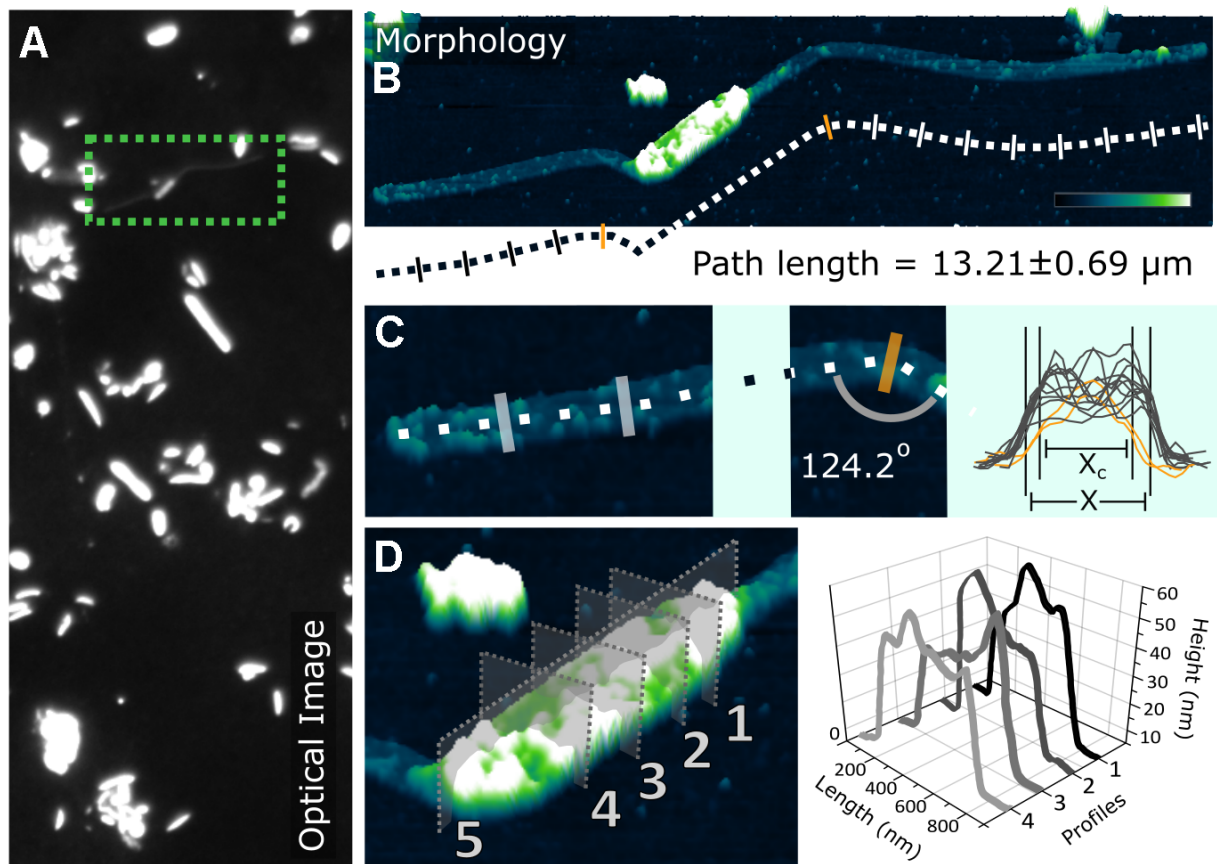 A
Optical Image
Morphology
B
Path length = 13.21±0.69 µm
C
124.2°
Xc
X
D
1
2
3
4
5
60
50
40
30
20
10
Height (nm)
0
200
400
600
800
Length (nm)
1
2
3
4
Profiles